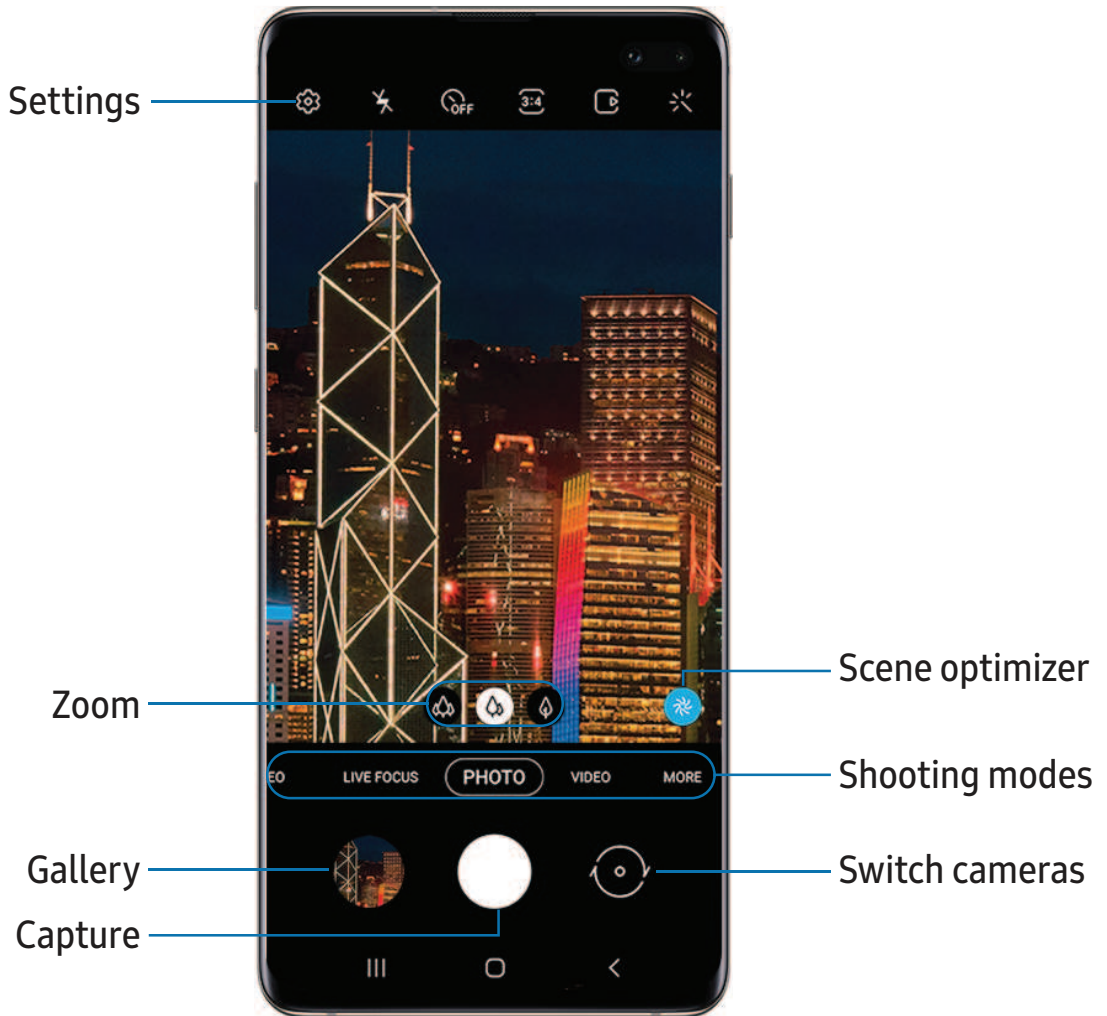 Settings
OFF
3:4
Zoom
Scene optimizer
EO LIVE FOCUS PHOTO VIDEO MORE
Shooting modes
Gallery
Switch cameras
Capture